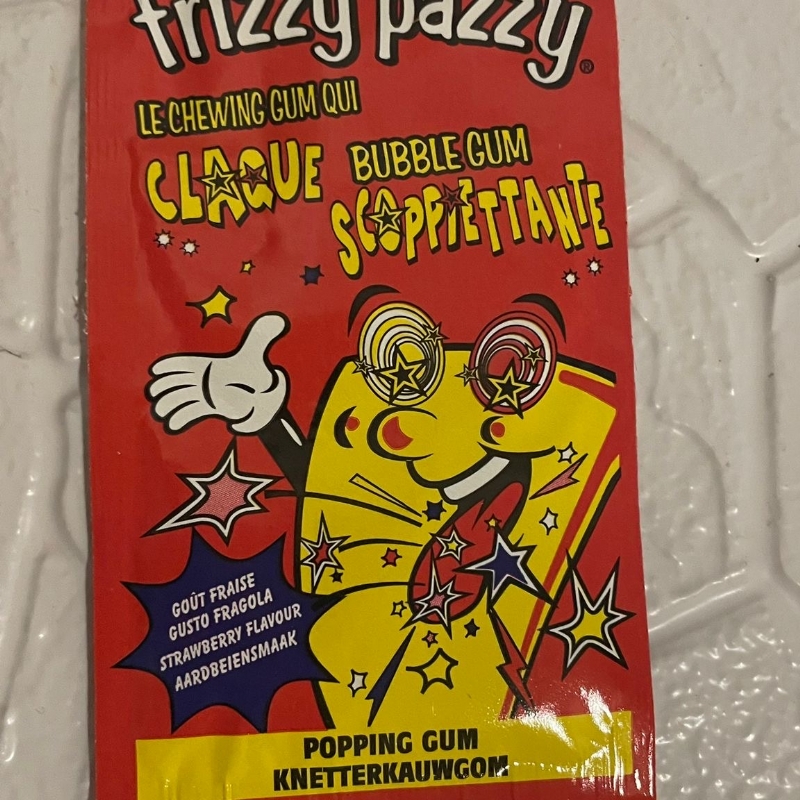 frizzy pazzy®
LE CHEWING GUM QUI
CLAQUE
BUBBLE GUM
SCOPPIETTANTE
GOÛT FRAISE
GUSTO FRAGOLA
STRAWBERRY FLAVOUR
AARDBEIENSMAAK
POPPING GUM
KNETTERKAUWGOM